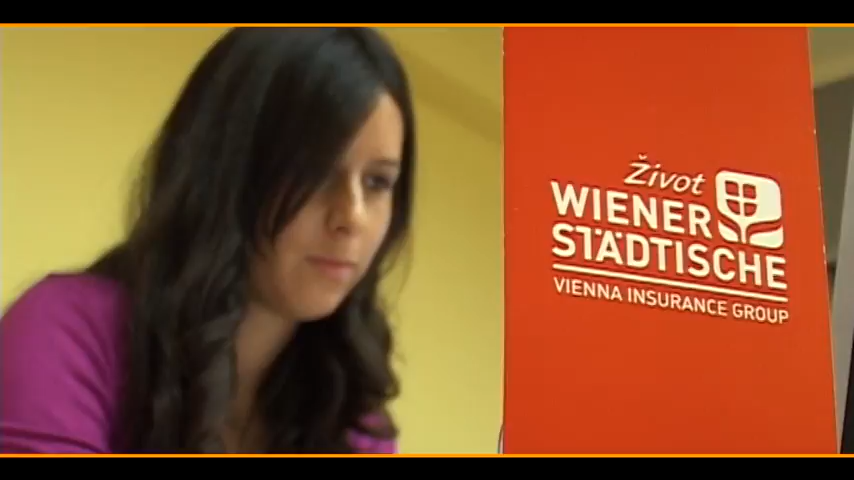 Život
WIENER
STÄDTISCHE
VIENNA INSURANCE GROUP